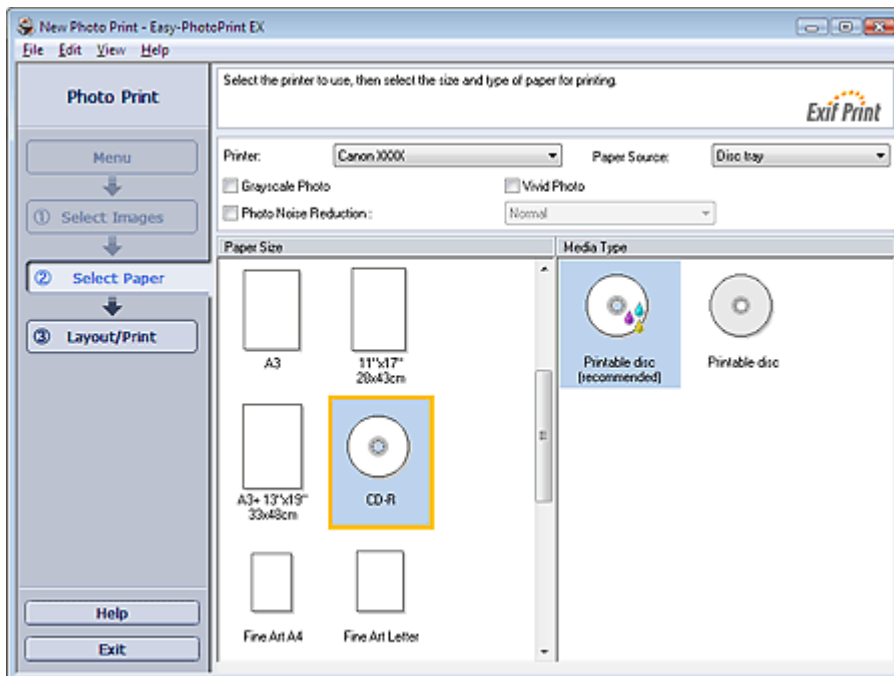 New Photo Print - Easy-PhotoPrint EX
File Edit View Help
Photo Print
Menu
① Select Images
② Select Paper
③ Layout/Print
Help
Exit
Select the printer to use, then select the size and type of paper for printing.
Exif Print
Printer: Canon XXXX Paper Source: Disc tray
Grayscale Photo Vivid Photo
Photo Noise Reduction : Normal
Paper Size
A3
11"x17"
28x43cm
A3+ 13"x19"
33x48cm
CD-R
Fine Art A4
Fine Art Letter
Media Type
Printable disc
(recommended)
Printable disc